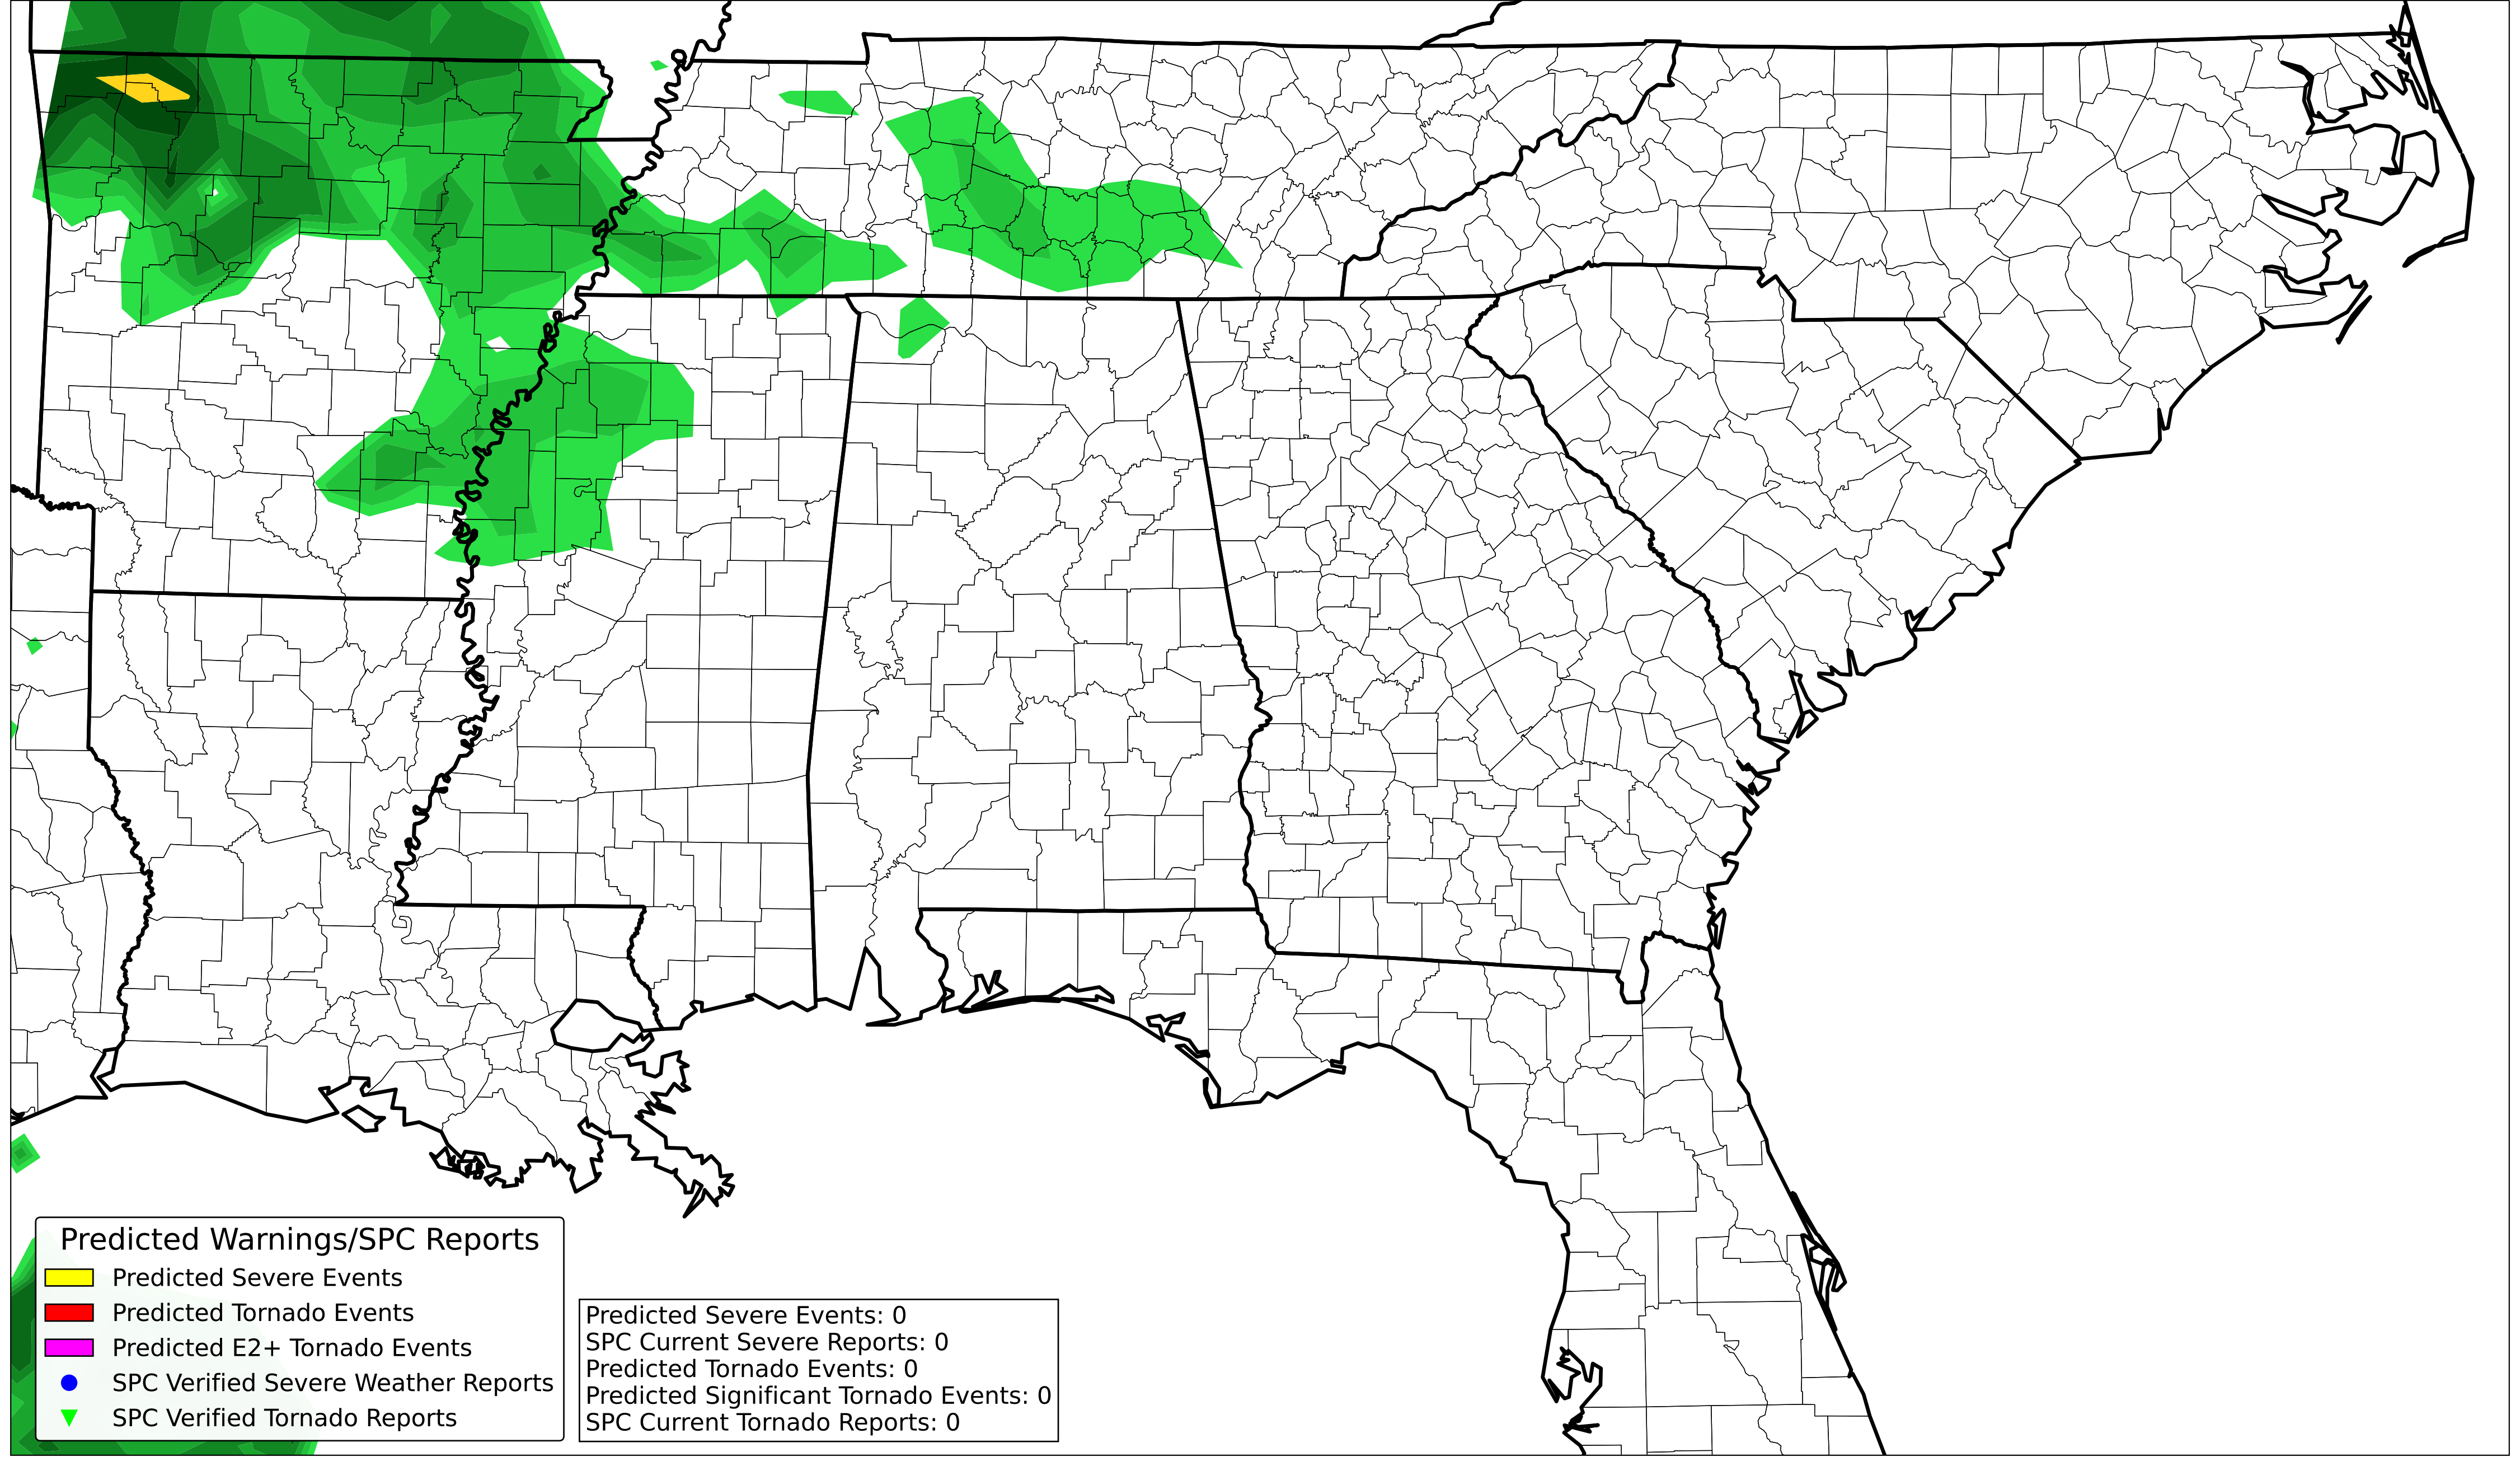 Predicted Warnings/SPC Reports
Predicted Severe Events
Predicted Tornado Events
Predicted E2+ Tornado Events
SPC Verified Severe Weather Reports
SPC Verified Tornado Reports
Predicted Severe Events: 0
SPC Current Severe Reports: 0
Predicted Tornado Events: 0
Predicted Significant Tornado Events: 0
SPC Current Tornado Reports: 0